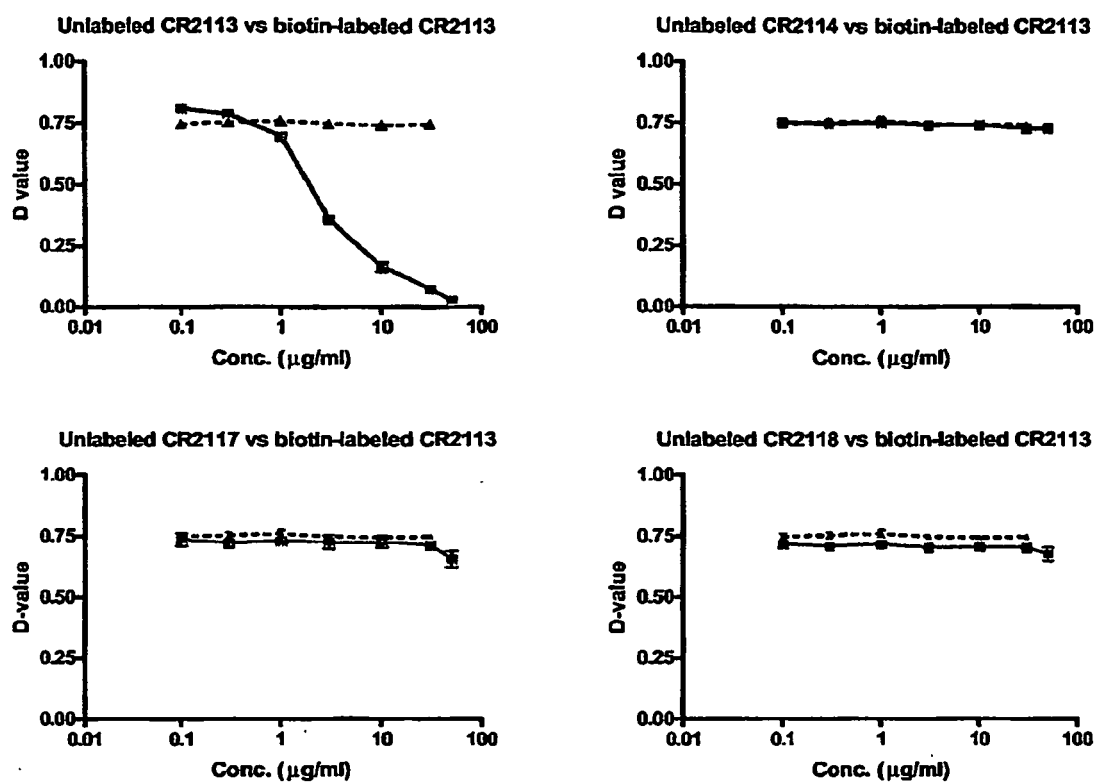 Unlabeled CR2113 vs biotin-labeled CR2113
1.00
0.75
0.50
0.25
0.00
D value
0.01 0.1 1 10 100
Conc. (µg/ml)
Unlabeled CR2114 vs biotin-labeled CR2113
1.00
0.75
0.50
0.25
0.00
D value
0.01 0.1 1 10 100
Conc. (µg/ml)
Unlabeled CR2117 vs biotin-labeled CR2113
1.00
0.75
0.50
0.25
0.00
D-value
0.01 0.1 1 10 100
Conc. (µg/ml)
Unlabeled CR2118 vs biotin-labeled CR2113
1.00
0.75
0.50
0.25
0.00
D-value
0.01 0.1 1 10 100
Conc. (µg/ml)